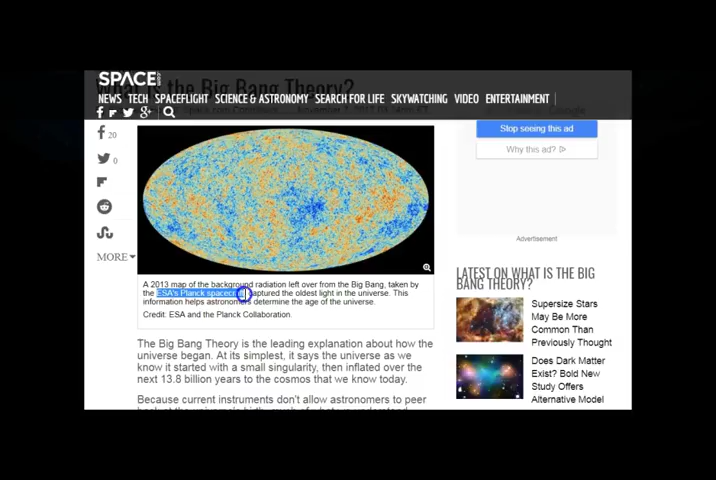 SPACE
.COM
What is the Big Bang Theory?
NEWS TECH SPACEFLIGHT SCIENCE & ASTRONOMY SEARCH FOR LIFE SKYWATCHING VIDEO ENTERTAINMENT
20
0
MORE
A 2013 map of the background radiation left over from the Big Bang, taken by
the ESA's Planck spacecraft captured the oldest light in the universe. This
information helps astronomers determine the age of the universe.
Credit: ESA and the Planck Collaboration
The Big Bang Theory is the leading explanation about how the
universe began. At its simplest, it says the universe as we
know it started with a small singularity, then inflated over the
next 13.8 billion years to the cosmos that we know today.
Because current instruments don't allow astronomers to peer
Stop seeing this ad
Why this ad?
Advertisement
LATEST ON WHAT IS THE BIG
BANG THEORY?
Supersize Stars
May Be More
Common Than
Previously Thought
Does Dark Matter
Exist? Bold New
Study Offers
Alternative Model